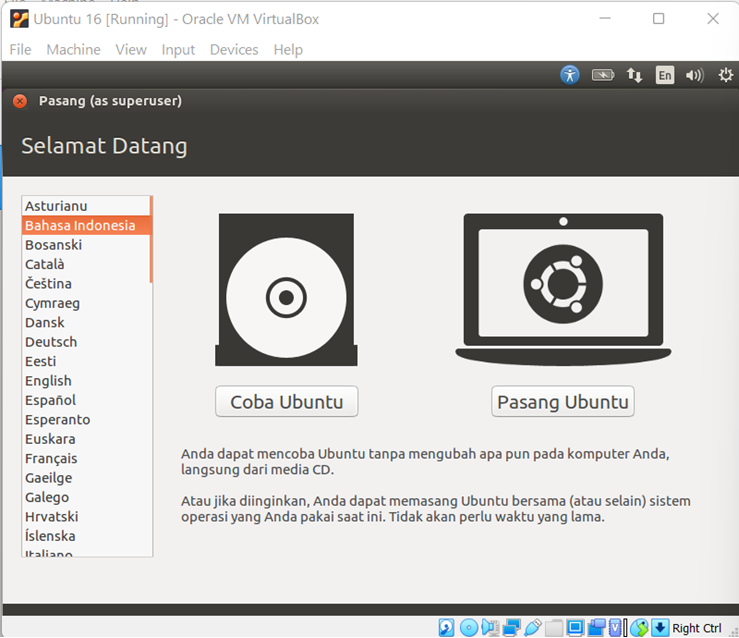 Ubuntu 16 [Running] - Oracle VM VirtualBox
File Machine View Input Devices Help
En
Pasang (as superuser)
Selamat Datang
Asturianu
Bahasa Indonesia
Bosanski
Català
Čeština
Cymraeg
Dansk
Deutsch
Eesti
English
Español
Esperanto
Euskara
Français
Gaeilge
Galego
Hrvatski
Íslenska
Italiano
Coba Ubuntu
Pasang Ubuntu
Anda dapat mencoba Ubuntu tanpa mengubah apa pun pada komputer Anda,
langsung dari media CD.
Atau jika diinginkan, Anda dapat memasang Ubuntu bersama (atau selain) sistem
operasi yang Anda pakai saat ini. Tidak akan perlu waktu yang lama.
Right Ctrl